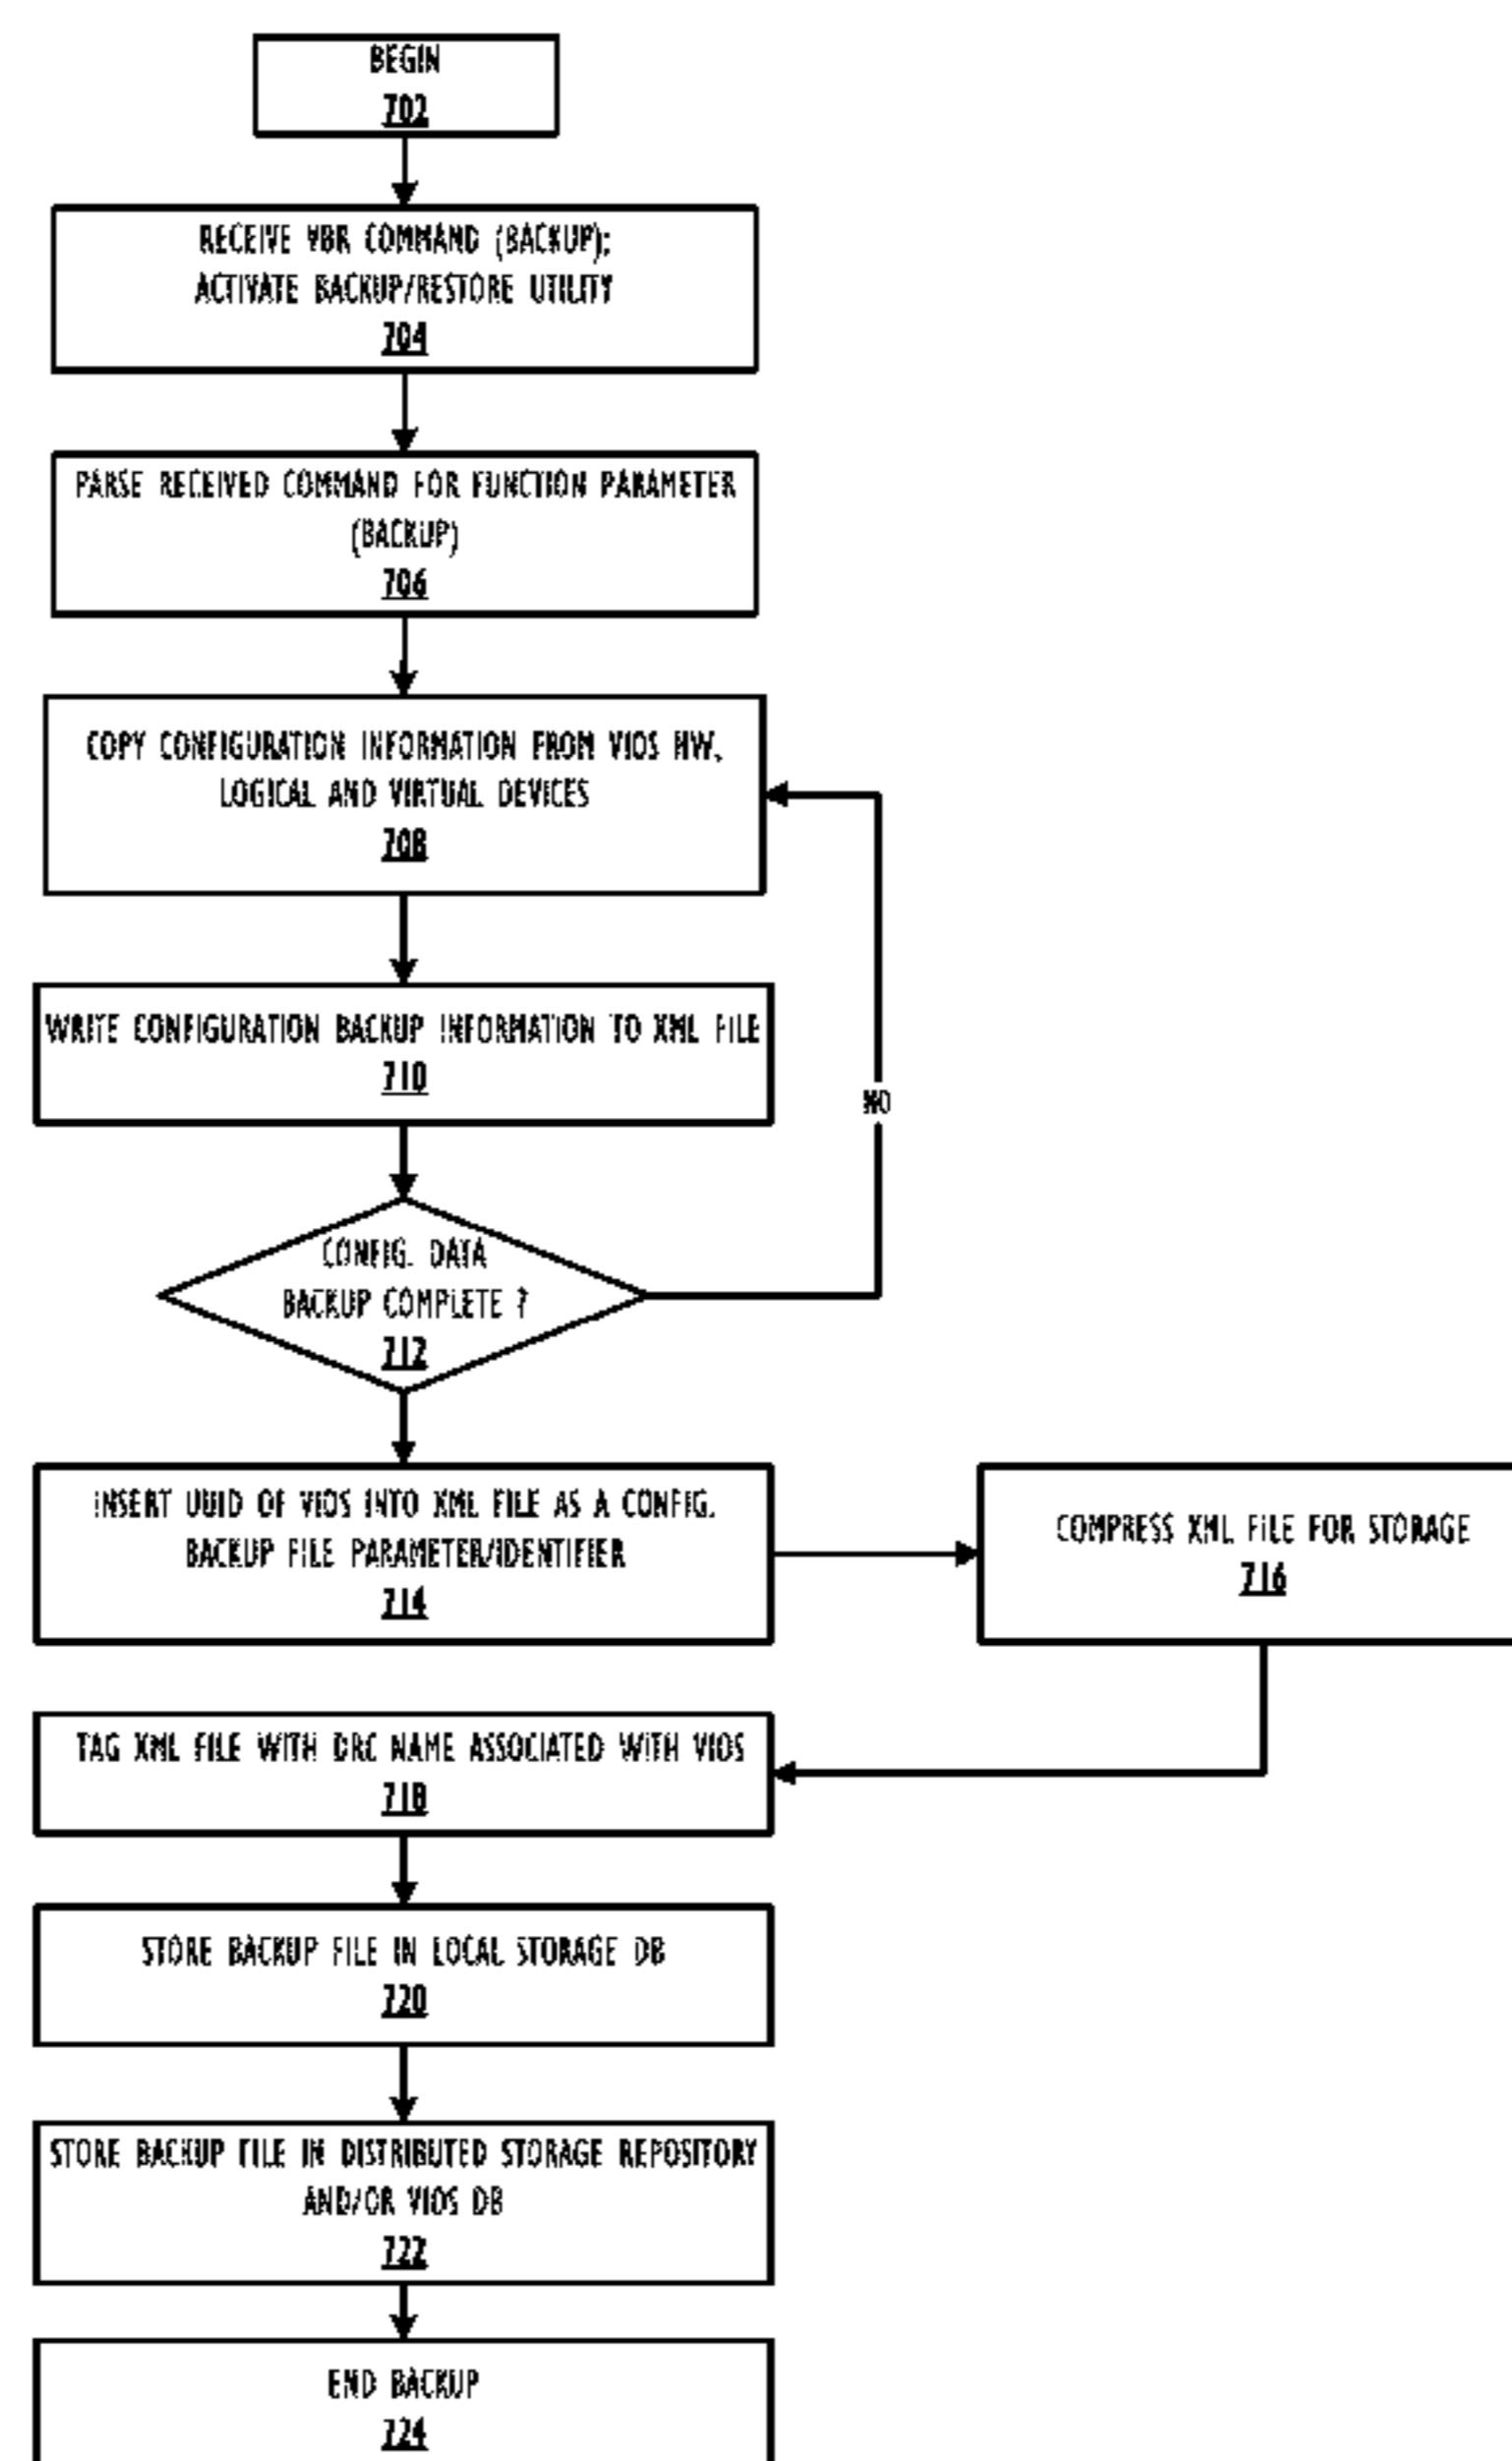 BEGIN
702
RECEIVE VBR COMMAND (BACKUP);
ACTIVATE BACKUP/RESTORE UTILITY
704
PARSE RECEIVED COMMAND FOR FUNCTION PARAMETER
(BACKUP)
706
COPY CONFIGURATION INFORMATION FROM VIOS HW,
LOGICAL AND VIRTUAL DEVICES
708
WRITE CONFIGURATION BACKUP INFORMATION TO XML FILE
710
NO
CONFIG. DATA
BACKUP COMPLETE ?
712
INSERT UUID OF VIOS INTO XML FILE AS A CONFIG.
BACKUP FILE PARAMETER/IDENTIFIER
714
COMPRESS XML FILE FOR STORAGE
716
TAG XML FILE WITH DRC NAME ASSOCIATED WITH VIOS
718
STORE BACKUP FILE IN LOCAL STORAGE DB
720
STORE BACKUP FILE IN DISTRIBUTED STORAGE REPOSITORY
AND/OR VIOS DB
722
END BACKUP
724